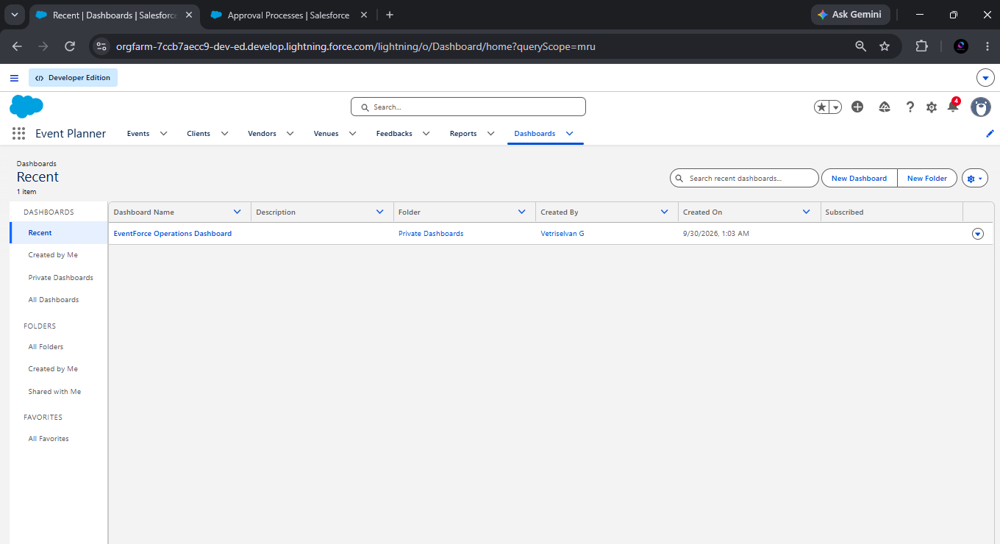 Recent | Dashboards | Salesforce
Approval Processes | Salesforce
Ask Gemini
orgfarm-7ccb7aecc9-dev-ed.develop.lightning.force.com/lightning/o/Dashboard/home?queryScope=mru
Developer Edition
Search...
4
Event Planner
Events
Clients
Vendors
Venues
Feedbacks
Reports
Dashboards
Dashboards
Recent
1 item
Search recent dashboards...
New Dashboard
New Folder
DASHBOARDS
Recent
Created by Me
Private Dashboards
All Dashboards
FOLDERS
All Folders
Created by Me
Shared with Me
FAVORITES
All Favorites
Dashboard Name Description Folder Created By Created On Subscribed
EventForce Operations Dashboard Private Dashboards Vetriselvan G 9/30/2026, 1:03 AM